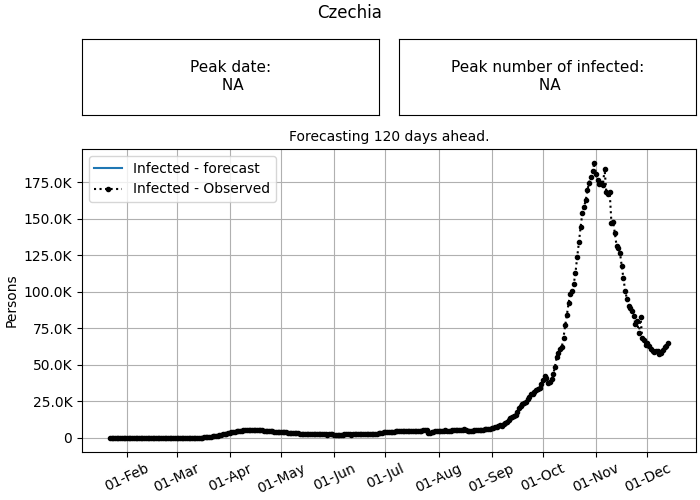 Czechia
Peak date:
NA
Peak number of infected:
NA
Forecasting 120 days ahead.
Infected - forecast
Infected - Observed
175.0K
150.0K
125.0K
100.0K
75.0K
50.0K
25.0K
0
Persons
01-Feb
01-Mar
01-Apr
01-May
01-Jun
01-Jul
01-Aug
01-Sep
01-Oct
01-Nov
01-Dec